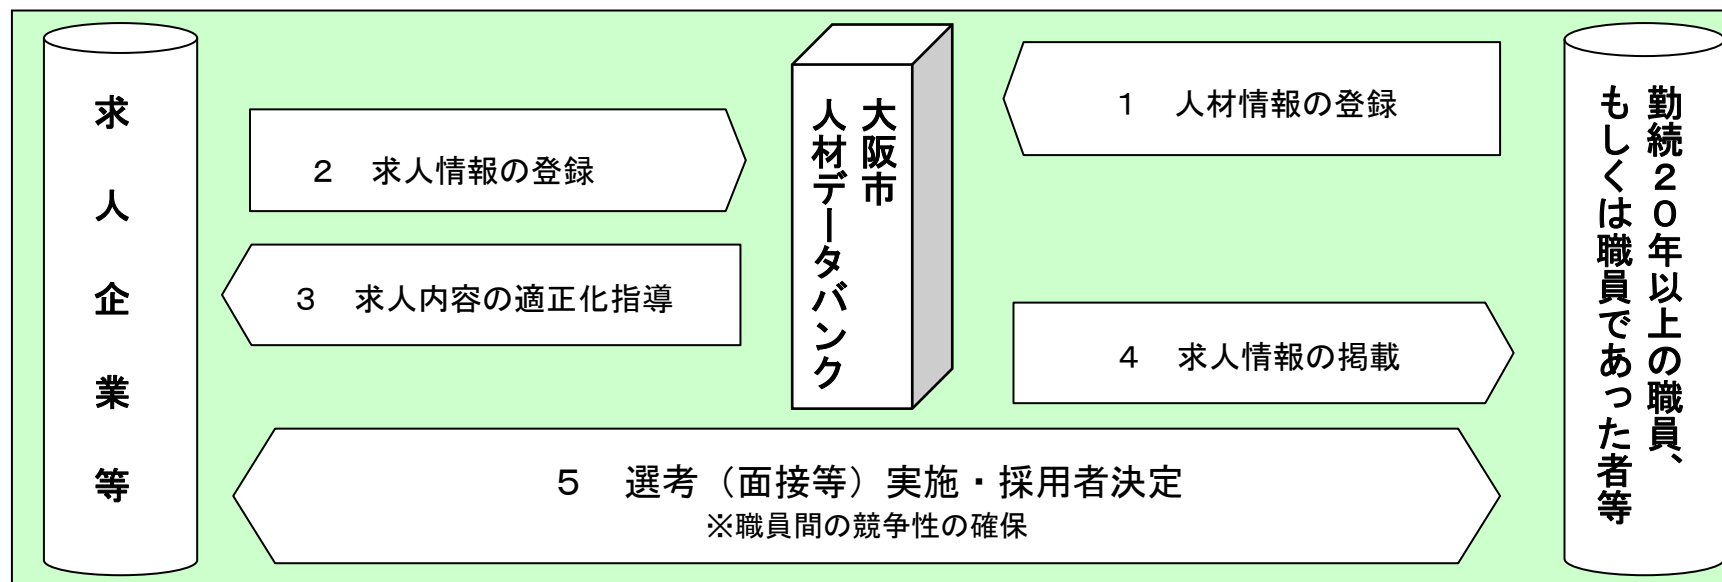 求人企業等
２　求人情報の登録
３　求人内容の適正化指導
大阪市
人材データバンク
１　人材情報の登録
４　求人情報の掲載
５　選考（面接等）実施・採用者決定
※職員間の競争性の確保
勤続２０年以上の職員、
もしくは職員であった者等